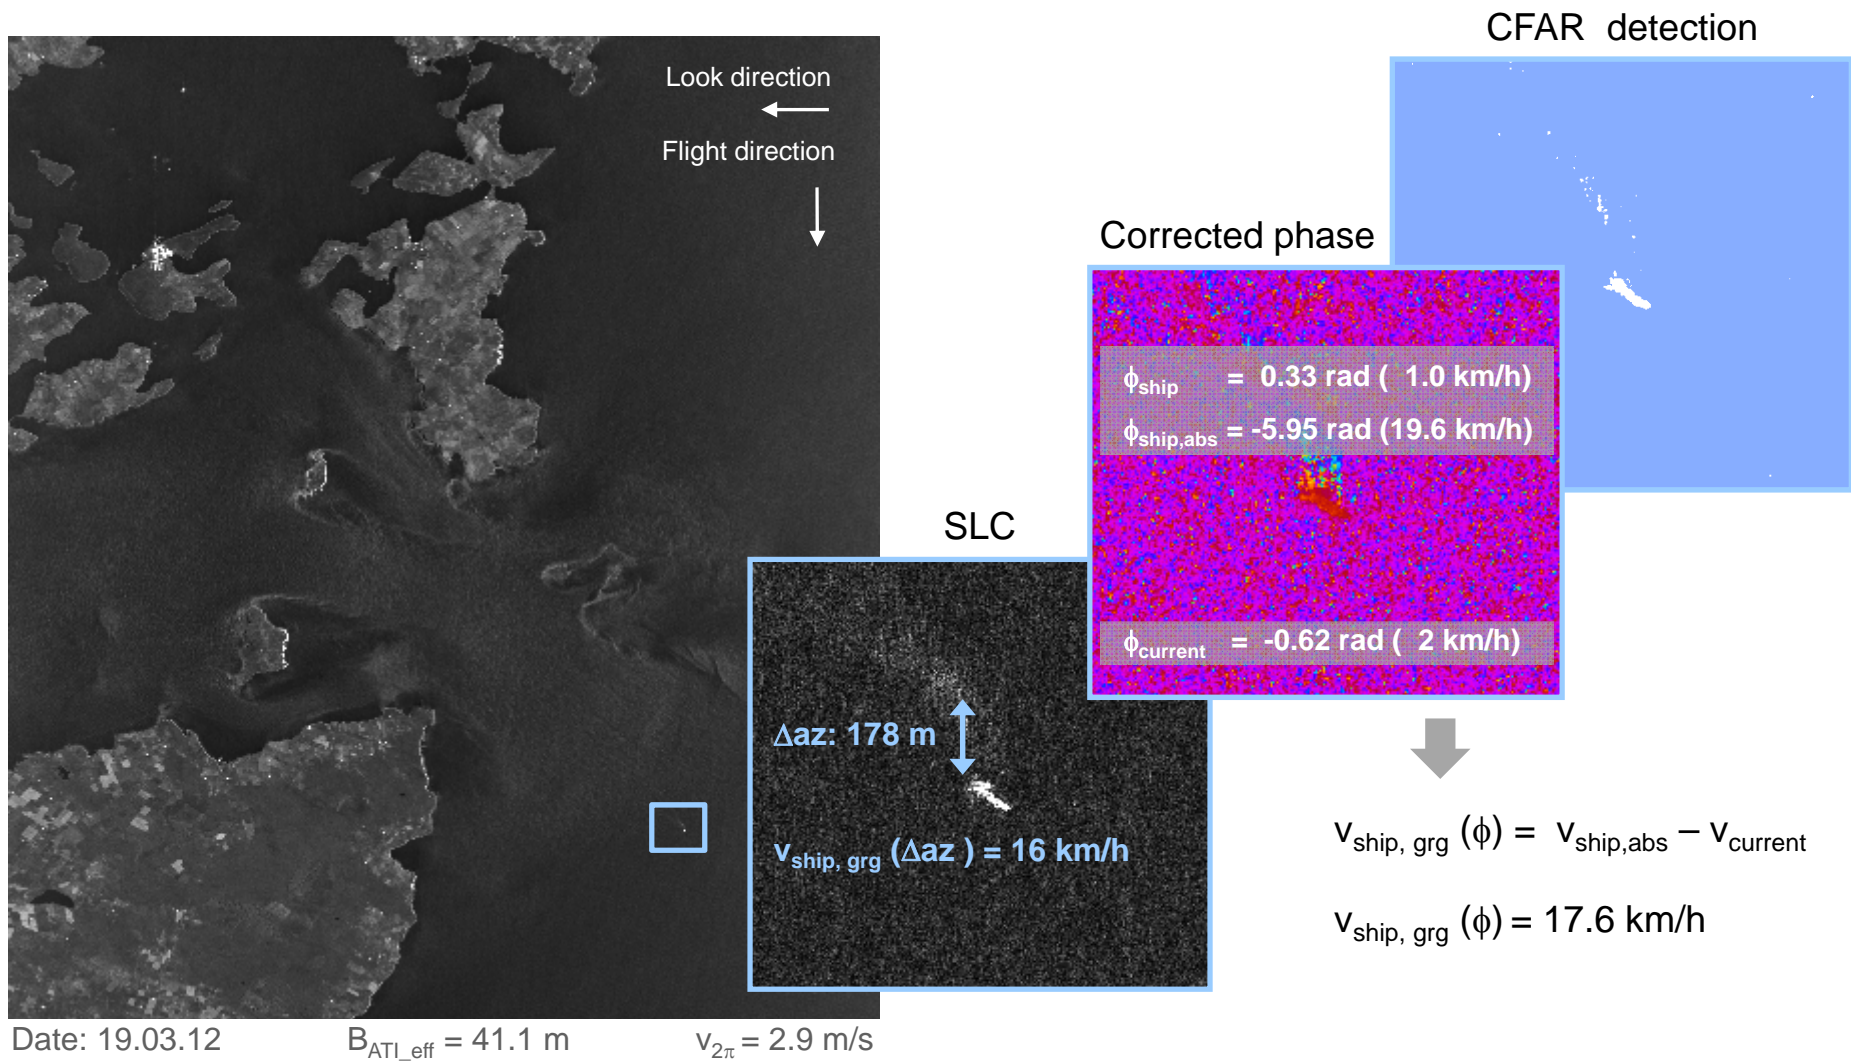 CFAR detection
Look direction
Flight direction
Corrected phase
ϕship = 0.33 rad ( 1.0 km/h)
ϕship,abs = -5.95 rad (19.6 km/h)
ϕcurrent = -0.62 rad ( 2 km/h)
SLC
Δaz: 178 m
vship, grg (Δaz ) = 16 km/h
vship, grg (ϕ) = vship,abs – vcurrent
vship, grg (ϕ) = 17.6 km/h
Date: 19.03.12 BATI_eff = 41.1 m v2π = 2.9 m/s